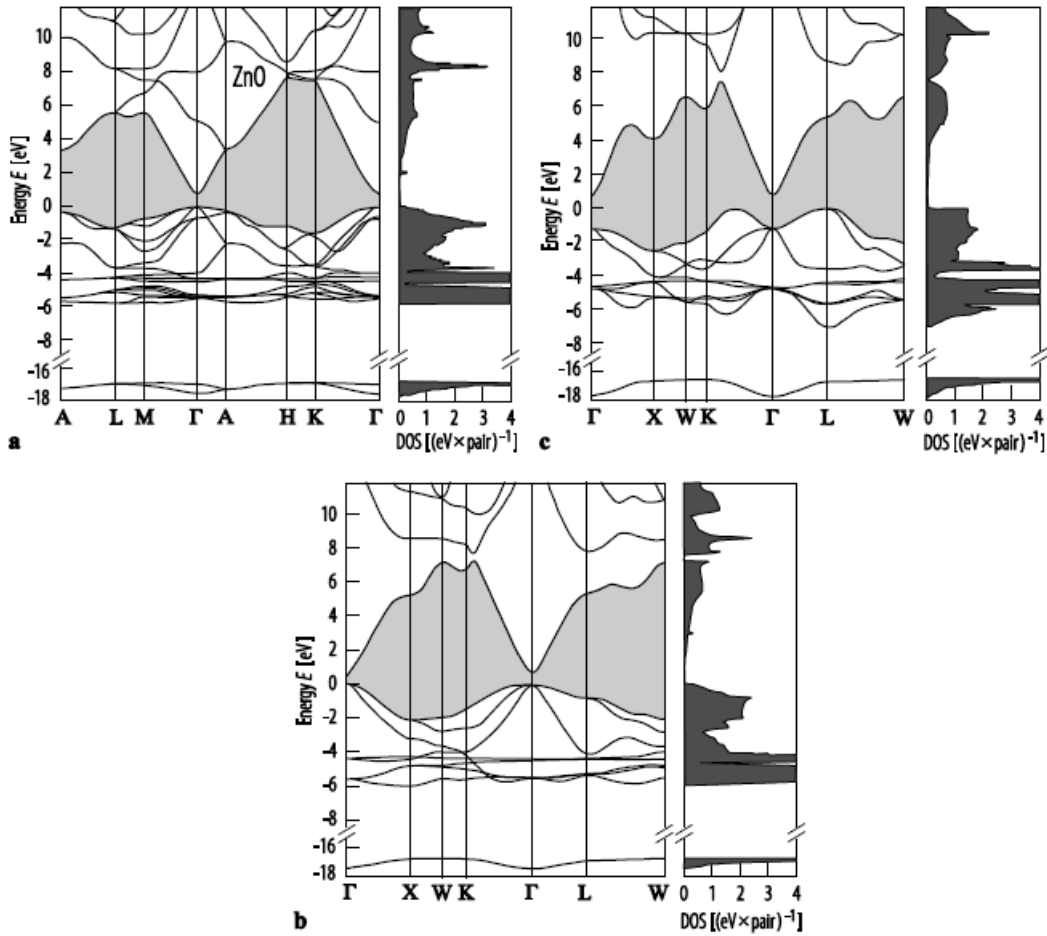 Energy E [eV]
10
8
6
4
2
0
-2
-4
-6
-8
-16
-18
ZnO
A L M Γ A H K Γ
0 1 2 3 4
DOS [(eV×pair)⁻¹]
a
Energy E [eV]
10
8
6
4
2
0
-2
-4
-6
-8
-16
-18
Γ X W K Γ L W
0 1 2 3 4
DOS [(eV×pair)⁻¹]
c
Energy E [eV]
10
8
6
4
2
0
-2
-4
-6
-8
-16
-18
Γ X W K Γ L W
0 1 2 3 4
DOS [(eV×pair)⁻¹]
b